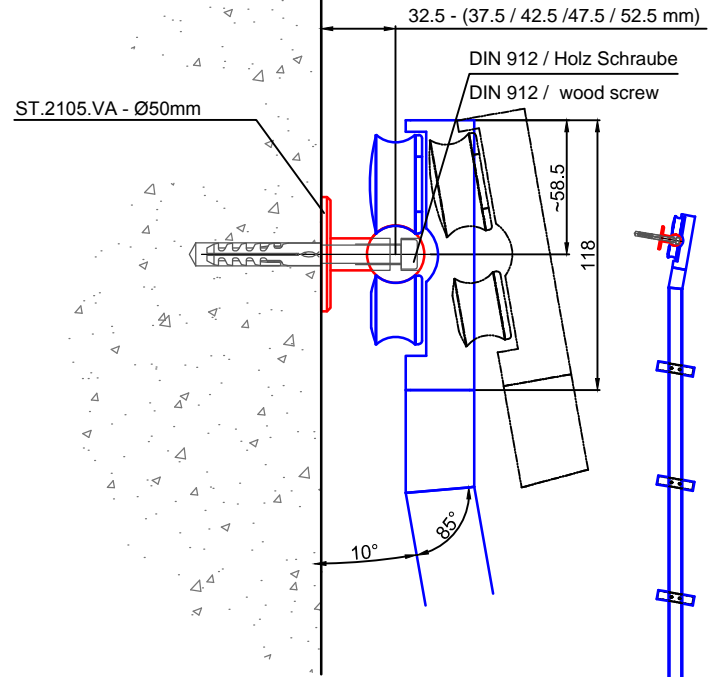 32.5 - (37.5 / 42.5 /47.5 / 52.5 mm)
DIN 912 / Holz Schraube
DIN 912 / wood screw
ST.2105.VA - Ø50mm
~58.5
118
85°
10°